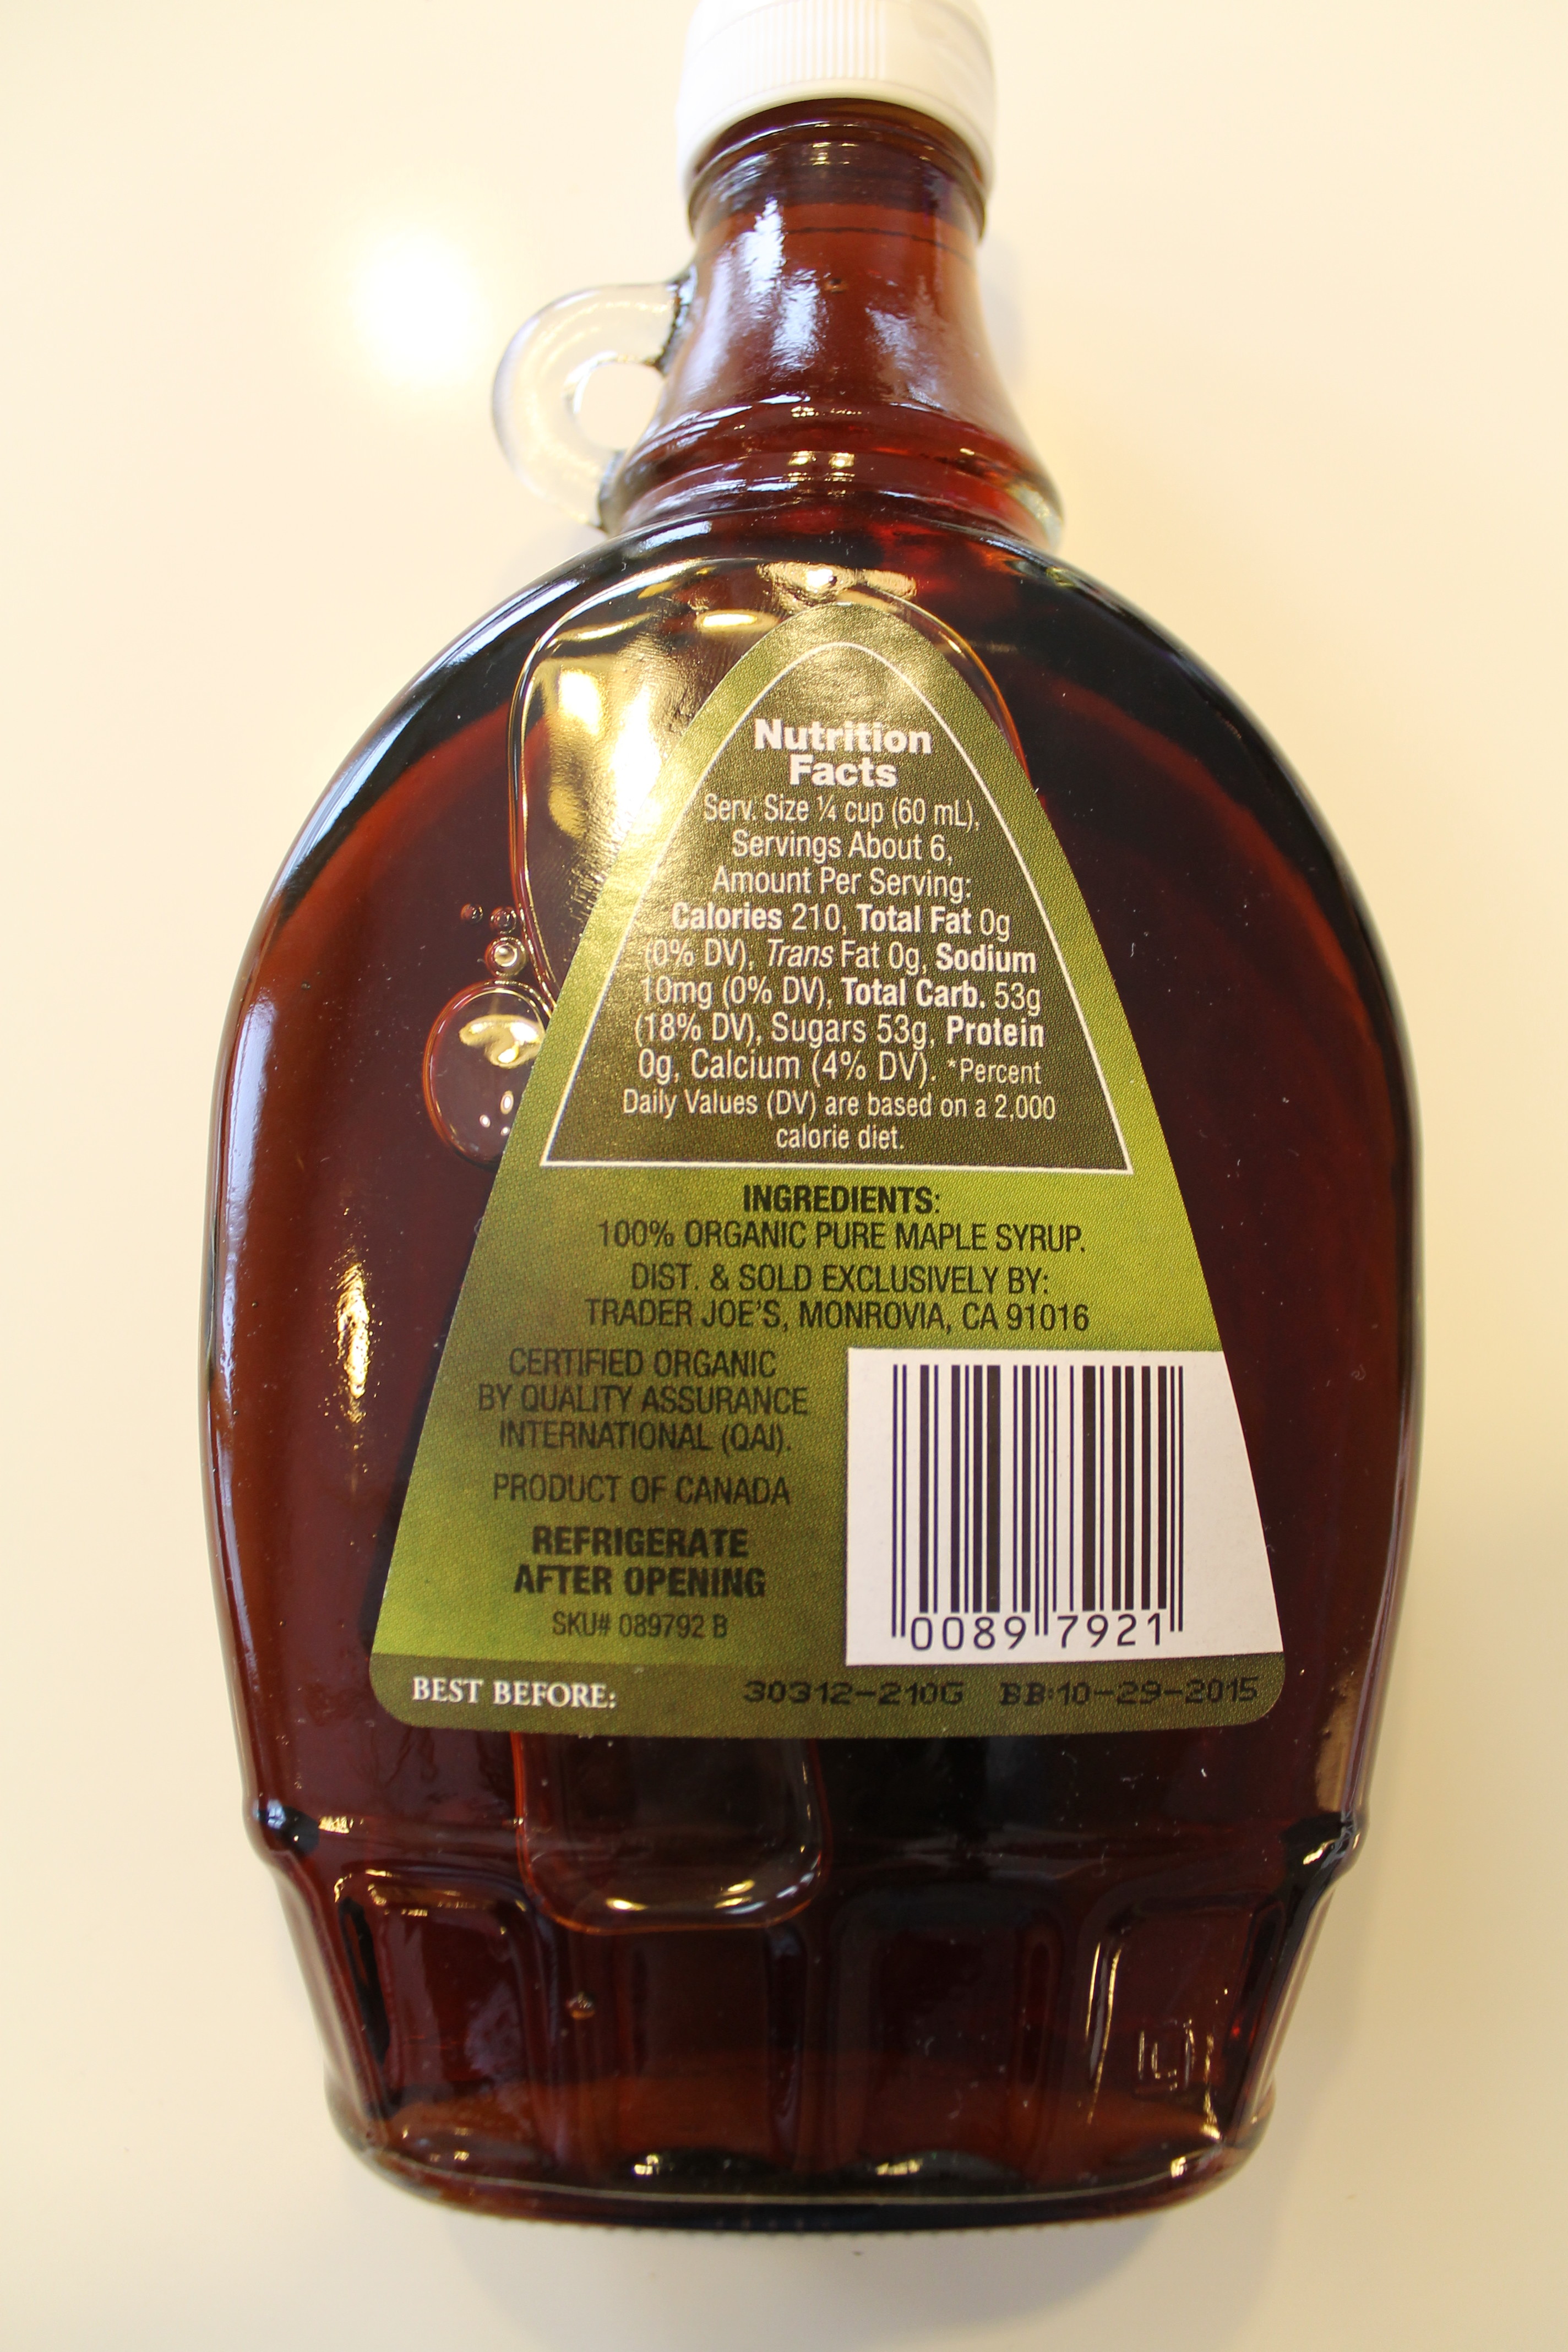 Nutrition
Facts
Serv. Size ¼ cup (60 mL),
Servings About 6,
Amount Per Serving:
Calories 210, Total Fat 0g
(0% DV), Trans Fat 0g, Sodium
10mg (0% DV), Total Carb. 53g
(18% DV), Sugars 53g, Protein
0g, Calcium (4% DV). *Percent
Daily Values (DV) are based on a 2,000
calorie diet.
INGREDIENTS:
100% ORGANIC PURE MAPLE SYRUP.
DIST. & SOLD EXCLUSIVELY BY:
TRADER JOE'S, MONROVIA, CA 91016
CERTIFIED ORGANIC
BY QUALITY ASSURANCE
INTERNATIONAL (QAI).
PRODUCT OF CANADA
REFRIGERATE
AFTER OPENING
SKU# 089792 B
0089 7921
BEST BEFORE: 30312-210G BB:10-29-2015